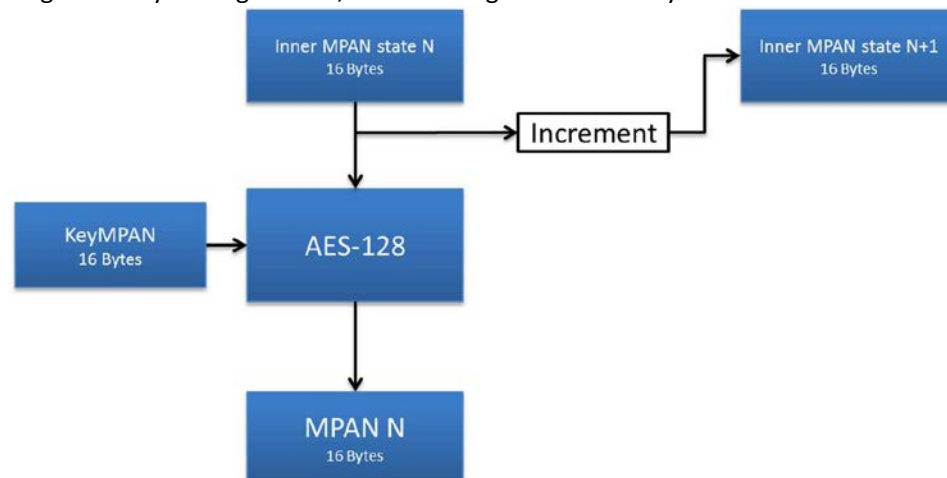 Inner MPAN state N
16 Bytes
Inner MPAN state N+1
16 Bytes
Increment
KeyMPAN
16 Bytes
AES-128
MPAN N
16 Bytes